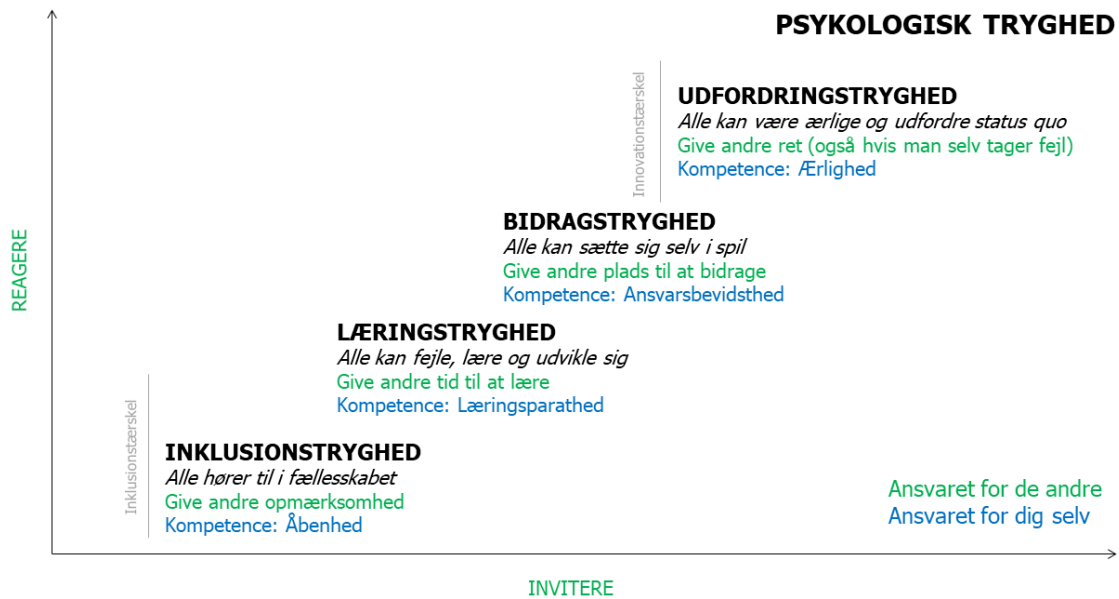 PSYKOLOGISK TRYGHED
Innovationstærskel
UDFORDRINGSTRYGHED
Alle kan være ærlige og udfordre status quo
Give andre ret (også hvis man selv tager fejl)
Kompetence: Ærlighed
BIDRAGSTRYGHED
Alle kan sætte sig selv i spil
Give andre plads til at bidrage
Kompetence: Ansvarsbevidsthed
REAGERE
LÆRINGSTRYGHED
Alle kan fejle, lære og udvikle sig
Give andre tid til at lære
Kompetence: Læringsparathed
Inklusionstærskel
INKLUSIONSTRYGHED
Alle hører til i fællesskabet
Give andre opmærksomhed
Kompetence: Åbenhed
Ansvaret for de andre
Ansvaret for dig selv
INVITERE